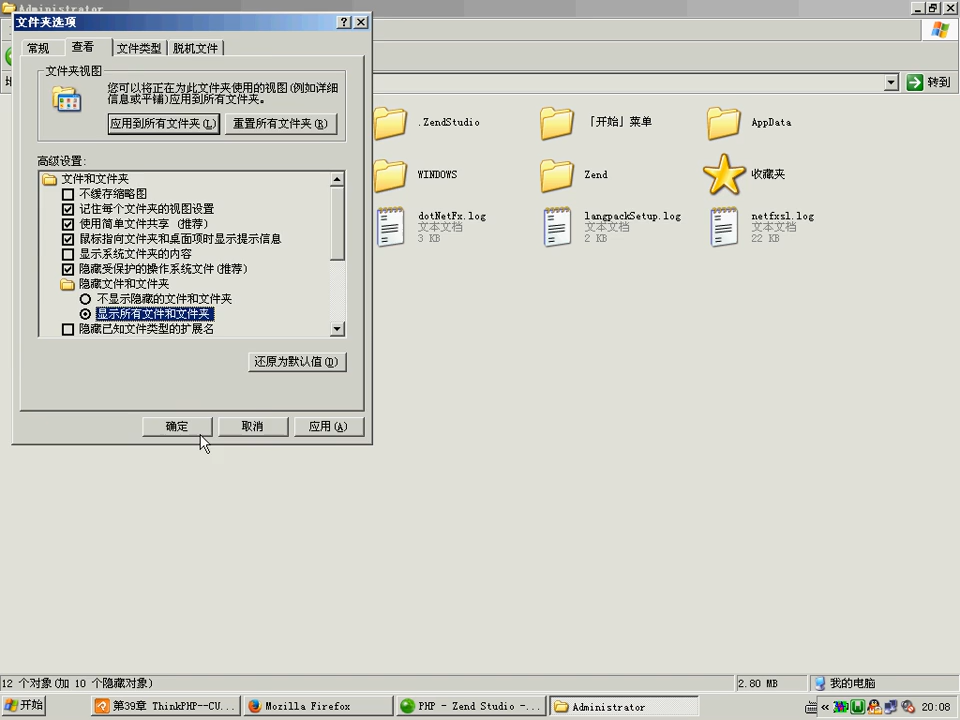 Administrator
文件夹选项
常规
查看
文件类型
脱机文件
文件夹视图
您可以将正在为此文件夹使用的视图(例如详细
信息或平铺)应用到所有文件夹。
应用到所有文件夹(L)
重置所有文件夹(R)
高级设置:
文件和文件夹
不缓存缩略图
记住每个文件夹的视图设置
使用简单文件共享 (推荐)
鼠标指向文件夹和桌面项时显示提示信息
显示系统文件夹的内容
隐藏受保护的操作系统文件(推荐)
隐藏文件和文件夹
不显示隐藏的文件和文件夹
显示所有文件和文件夹
隐藏已知文件类型的扩展名
还原为默认值(D)
确定
取消
应用(A)
转到
.ZendStudio
「开始」菜单
AppData
WINDOWS
Zend
收藏夹
dotNetFx.log
文本文档
3 KB
langpackSetup.log
文本文档
2 KB
netfxsl.log
文本文档
22 KB
12 个对象(加 10 个隐藏对象)
2.80 MB
我的电脑
开始
第39章 ThinkPHP--CU...
Mozilla Firefox
PHP - Zend Studio -...
Administrator
20:08